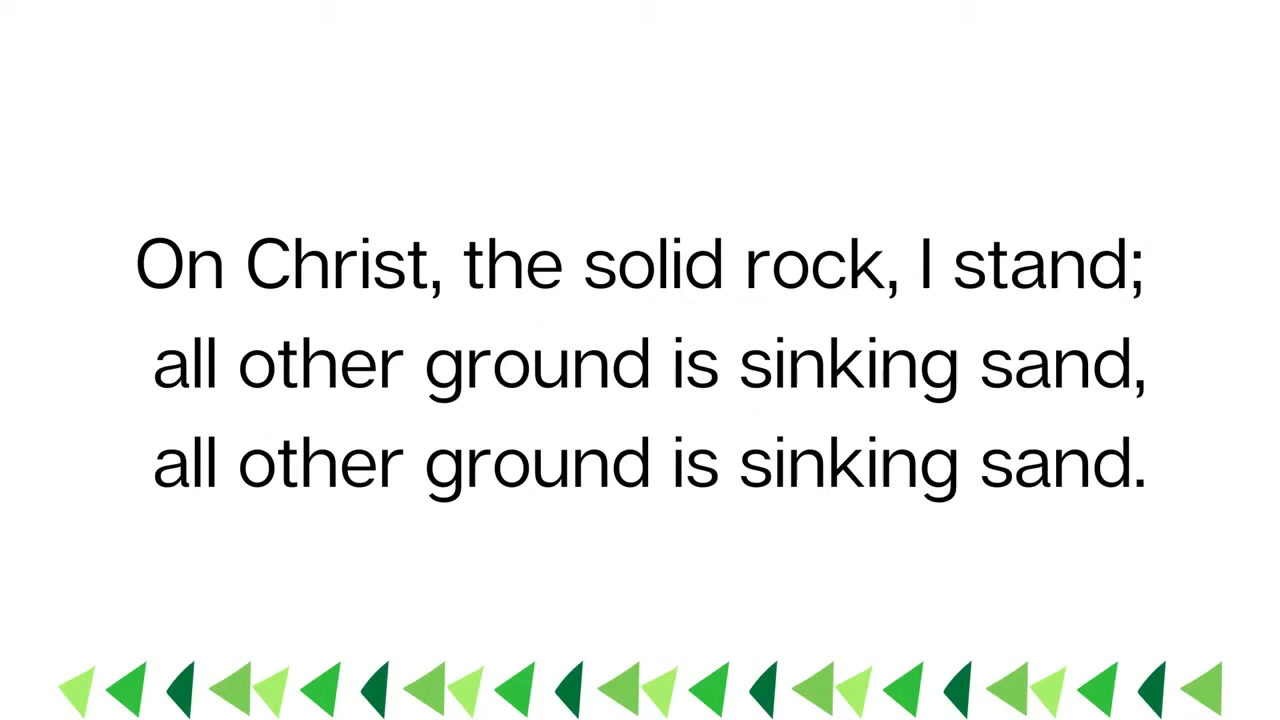 On Christ, the solid rock, I stand;
all other ground is sinking sand,
all other ground is sinking sand.